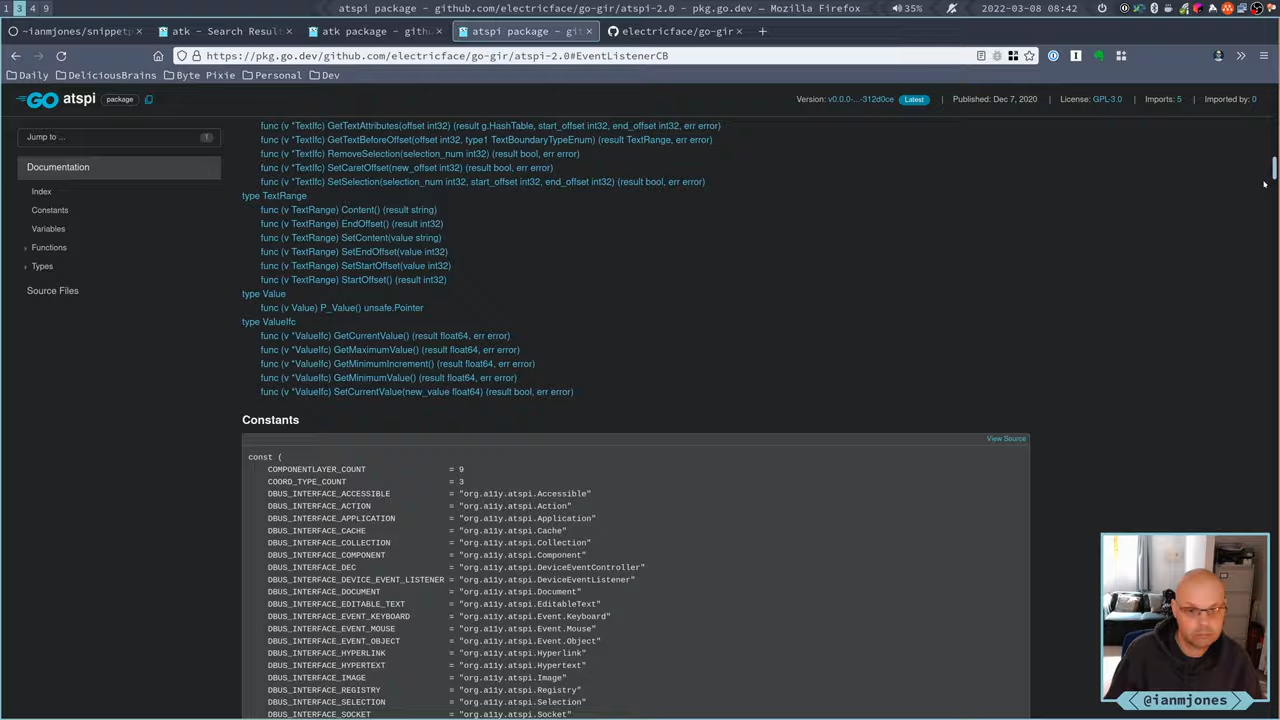 1 3 4 9
atspi package - github.com/electricface/go-gir/atspi-2.0 - pkg.go.dev — Mozilla Firefox
35%
2022-03-08 08:42
~ianmjones/snippetp
atk - Search Result
atk package - githu
atspi package - git
electricface/go-gir
https://pkg.go.dev/github.com/electricface/go-gir/atspi-2.0#EventListenerCB
Daily DeliciousBrains Byte Pixie Personal Dev
GO atspi package
Version: v0.0.0-...-312d0ce Latest | Published: Dec 7, 2020 | License: GPL-3.0 | Imports: 5 | Imported by: 0
Jump to ...
Documentation
Index
Constants
Variables
Functions
Types
Source Files
func (v *TextIfc) GetTextAttributes(offset int32) (result g.HashTable, start_offset int32, end_offset int32, err error)
func (v *TextIfc) GetTextBeforeOffset(offset int32, type1 TextBoundaryTypeEnum) (result TextRange, err error)
func (v *TextIfc) RemoveSelection(selection_num int32) (result bool, err error)
func (v *TextIfc) SetCaretOffset(new_offset int32) (result bool, err error)
func (v *TextIfc) SetSelection(selection_num int32, start_offset int32, end_offset int32) (result bool, err error)
type TextRange
func (v TextRange) Content() (result string)
func (v TextRange) EndOffset() (result int32)
func (v TextRange) SetContent(value string)
func (v TextRange) SetEndOffset(value int32)
func (v TextRange) SetStartOffset(value int32)
func (v TextRange) StartOffset() (result int32)
type Value
func (v Value) P_Value() unsafe.Pointer
type ValueIfc
func (v *ValueIfc) GetCurrentValue() (result float64, err error)
func (v *ValueIfc) GetMaximumValue() (result float64, err error)
func (v *ValueIfc) GetMinimumIncrement() (result float64, err error)
func (v *ValueIfc) GetMinimumValue() (result float64, err error)
func (v *ValueIfc) SetCurrentValue(new_value float64) (result bool, err error)
Constants
View Source
const (
COMPONENTLAYER_COUNT = 9
COORD_TYPE_COUNT = 3
DBUS_INTERFACE_ACCESSIBLE = "org.a11y.atspi.Accessible"
DBUS_INTERFACE_ACTION = "org.a11y.atspi.Action"
DBUS_INTERFACE_APPLICATION = "org.a11y.atspi.Application"
DBUS_INTERFACE_CACHE = "org.a11y.atspi.Cache"
DBUS_INTERFACE_COLLECTION = "org.a11y.atspi.Collection"
DBUS_INTERFACE_COMPONENT = "org.a11y.atspi.Component"
DBUS_INTERFACE_DEC = "org.a11y.atspi.DeviceEventController"
DBUS_INTERFACE_DEVICE_EVENT_LISTENER = "org.a11y.atspi.DeviceEventListener"
DBUS_INTERFACE_DOCUMENT = "org.a11y.atspi.Document"
DBUS_INTERFACE_EDITABLE_TEXT = "org.a11y.atspi.EditableText"
DBUS_INTERFACE_EVENT_KEYBOARD = "org.a11y.atspi.Event.Keyboard"
DBUS_INTERFACE_EVENT_MOUSE = "org.a11y.atspi.Event.Mouse"
DBUS_INTERFACE_EVENT_OBJECT = "org.a11y.atspi.Event.Object"
DBUS_INTERFACE_HYPERLINK = "org.a11y.atspi.Hyperlink"
DBUS_INTERFACE_HYPERTEXT = "org.a11y.atspi.Hypertext"
DBUS_INTERFACE_IMAGE = "org.a11y.atspi.Image"
DBUS_INTERFACE_REGISTRY = "org.a11y.atspi.Registry"
DBUS_INTERFACE_SELECTION = "org.a11y.atspi.Selection"
DBUS_INTERFACE_SOCKET = "org.a11y.atspi.Socket"
@ianmjones